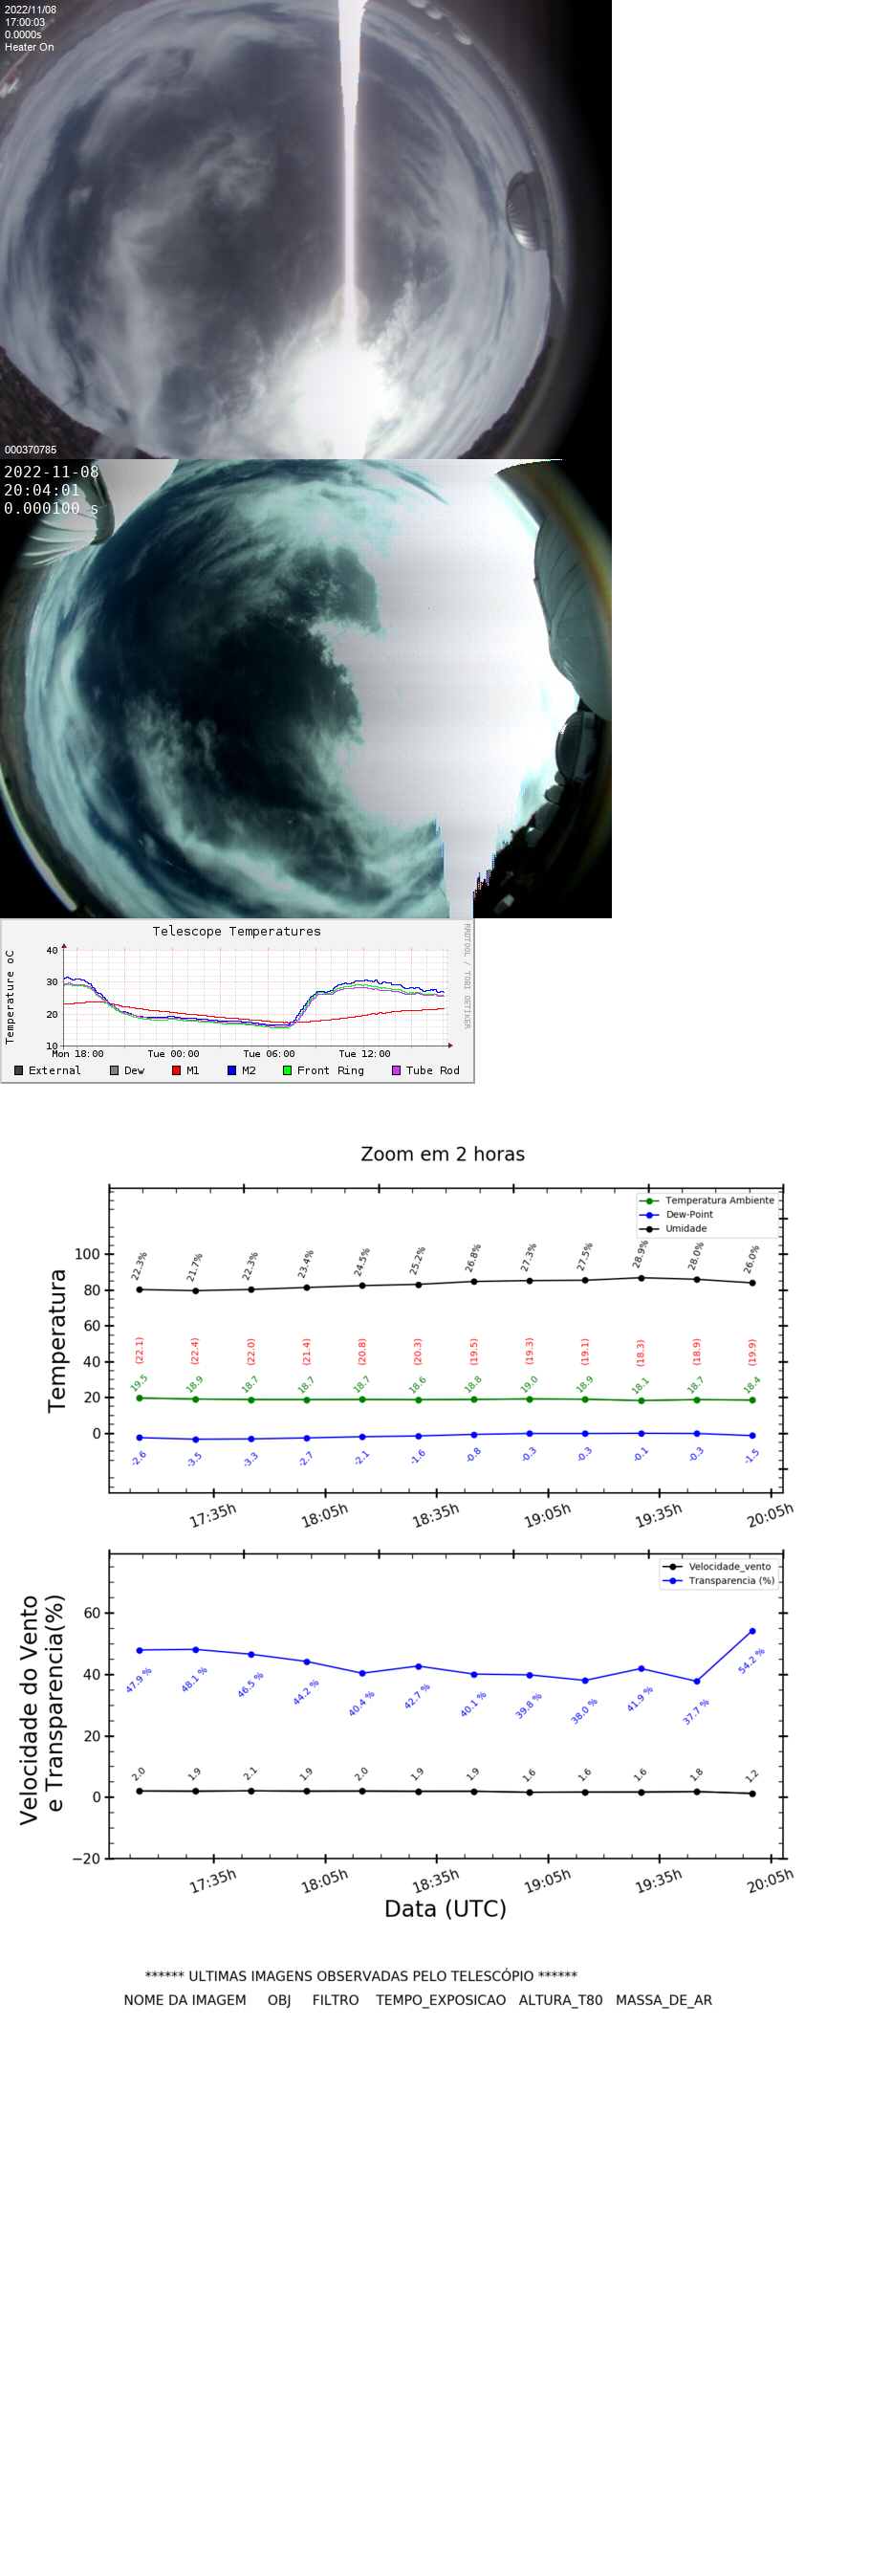 2022/11/08
17:00:03
0.0000s
Heater On
000370785
2022-11-08
20:04:01
0.000100 s
Telescope Temperatures
RRDTOOL / TOBI OETIKER
Temperature oC
40
30
20
10
Mon 18:00 Tue 00:00 Tue 06:00 Tue 12:00
External Dew M1 M2 Front Ring Tube Rod
Zoom em 2 horas
Temperatura Ambiente
Dew-Point
Umidade
Temperatura
100
80
60
40
20
0
22.3% 21.7% 22.3% 23.4% 24.5% 25.2% 26.8% 27.3% 27.5% 28.9% 28.0% 26.0%
(22.1) (22.4) (22.0) (21.4) (20.8) (20.3) (19.5) (19.3) (19.1) (18.3) (18.9) (19.9)
19.5 18.9 18.7 18.7 18.7 18.6 18.8 19.0 18.9 18.1 18.7 18.4
-2.6 -3.5 -3.3 -2.7 -2.1 -1.6 -0.8 -0.3 -0.3 -0.1 -0.3 -1.5
17:35h 18:05h 18:35h 19:05h 19:35h 20:05h
Velocidade_vento
Transparencia (%)
Velocidade do Vento
e Transparencia(%)
60
40
20
0
−20
47.9 % 48.1 % 46.5 % 44.2 % 40.4 % 42.7 % 40.1 % 39.8 % 38.0 % 41.9 % 37.7 % 54.2 %
2.0 1.9 2.1 1.9 2.0 1.9 1.9 1.6 1.6 1.6 1.8 1.2
17:35h 18:05h 18:35h 19:05h 19:35h 20:05h
Data (UTC)
****** ULTIMAS IMAGENS OBSERVADAS PELO TELESCÓPIO ******
NOME DA IMAGEM OBJ FILTRO TEMPO_EXPOSICAO ALTURA_T80 MASSA_DE_AR